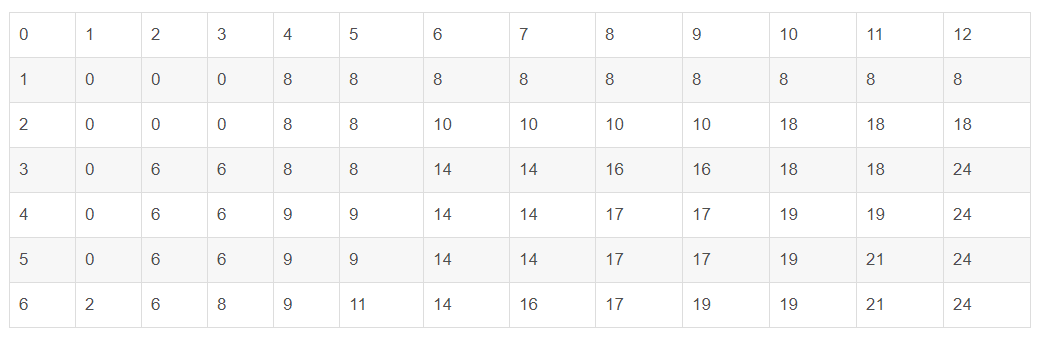 0 1 2 3 4 5 6 7 8 9 10 11 12
1 0 0 0 8 8 8 8 8 8 8 8 8
2 0 0 0 8 8 10 10 10 10 18 18 18
3 0 6 6 8 8 14 14 16 16 18 18 24
4 0 6 6 9 9 14 14 17 17 19 19 24
5 0 6 6 9 9 14 14 17 17 19 21 24
6 2 6 8 9 11 14 16 17 19 19 21 24